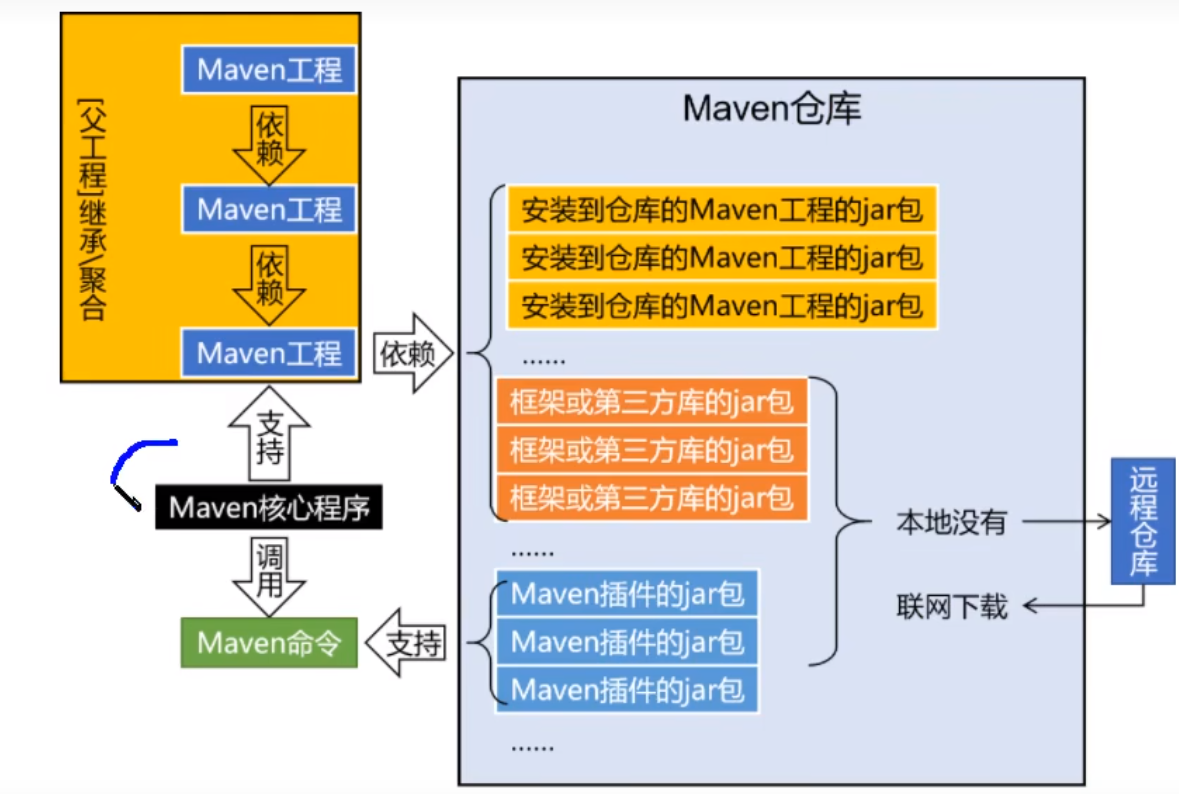 Maven工程
依赖
Maven工程
依赖
Maven工程
[父工程]继承\聚合
依赖
支持
Maven核心程序
调用
Maven命令
支持
Maven仓库
安装到仓库的Maven工程的jar包
安装到仓库的Maven工程的jar包
安装到仓库的Maven工程的jar包
......
框架或第三方库的jar包
框架或第三方库的jar包
框架或第三方库的jar包
......
Maven插件的jar包
Maven插件的jar包
Maven插件的jar包
......
本地没有
联网下载
远程仓库